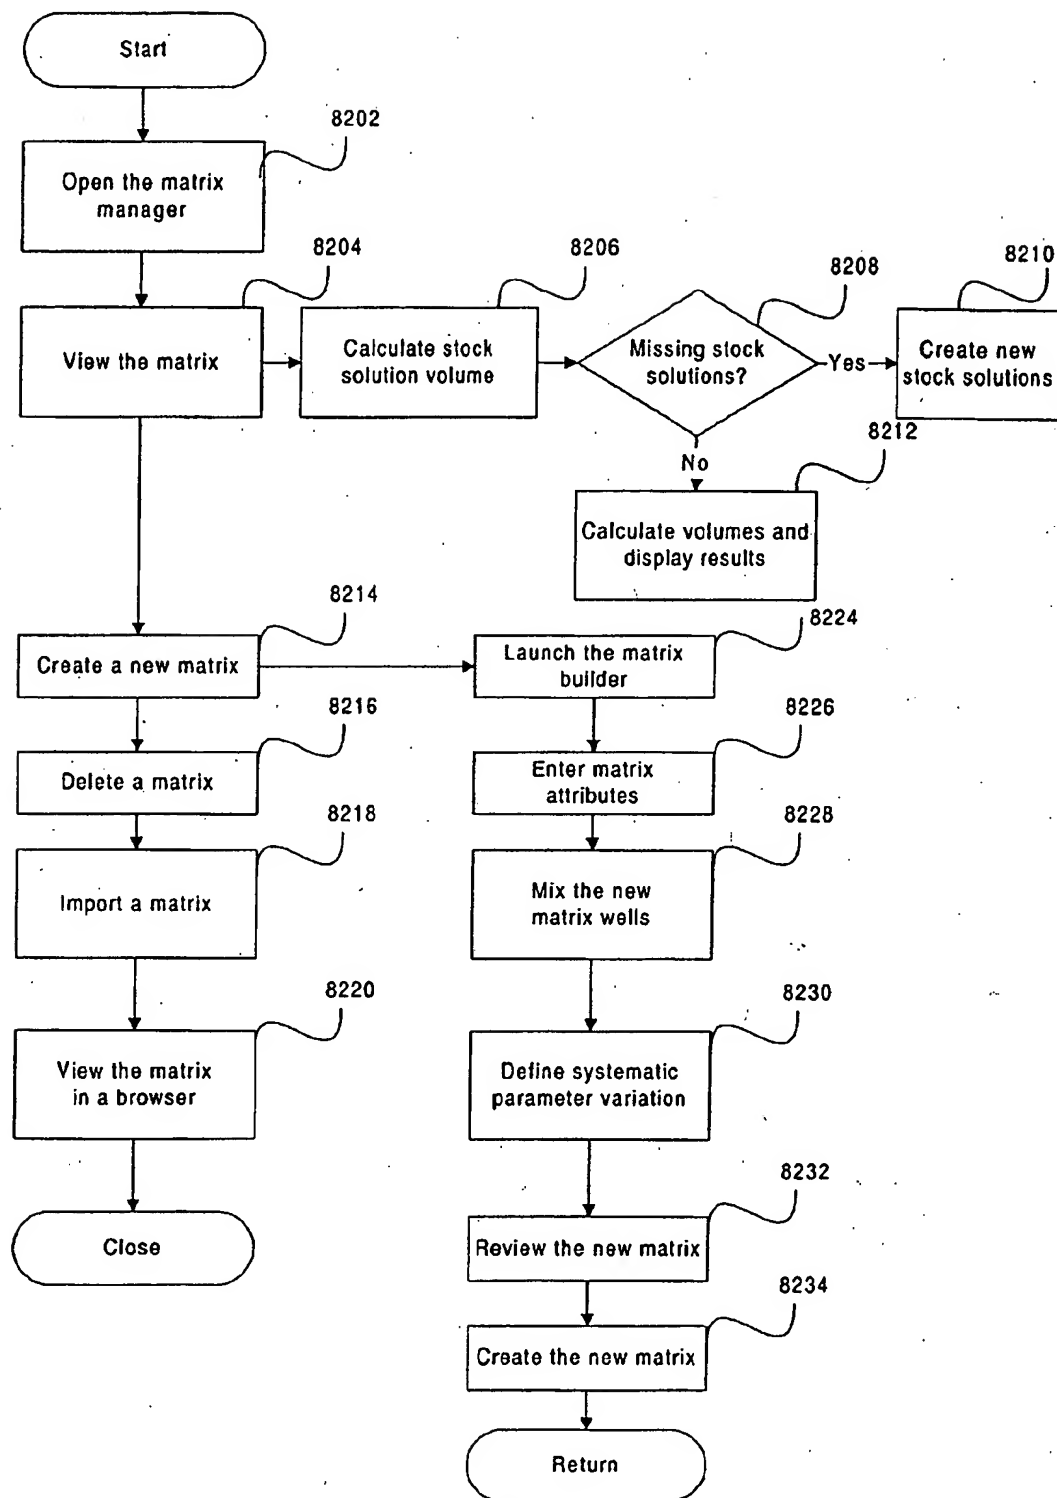 Start
8202
Open the matrix
manager
8204
8206
8208
8210
View the matrix
Calculate stock
solution volume
Missing stock
solutions?
Yes
Create new
stock solutions
No
8212
Calculate volumes and
display results
8214
8224
Create a new matrix
Launch the matrix
builder
8216
8226
Delete a matrix
Enter matrix
attributes
8218
8228
Import a matrix
Mix the new
matrix wells
8220
8230
View the matrix
in a browser
Define systematic
parameter variation
8232
Close
Review the new matrix
8234
Create the new matrix
Return